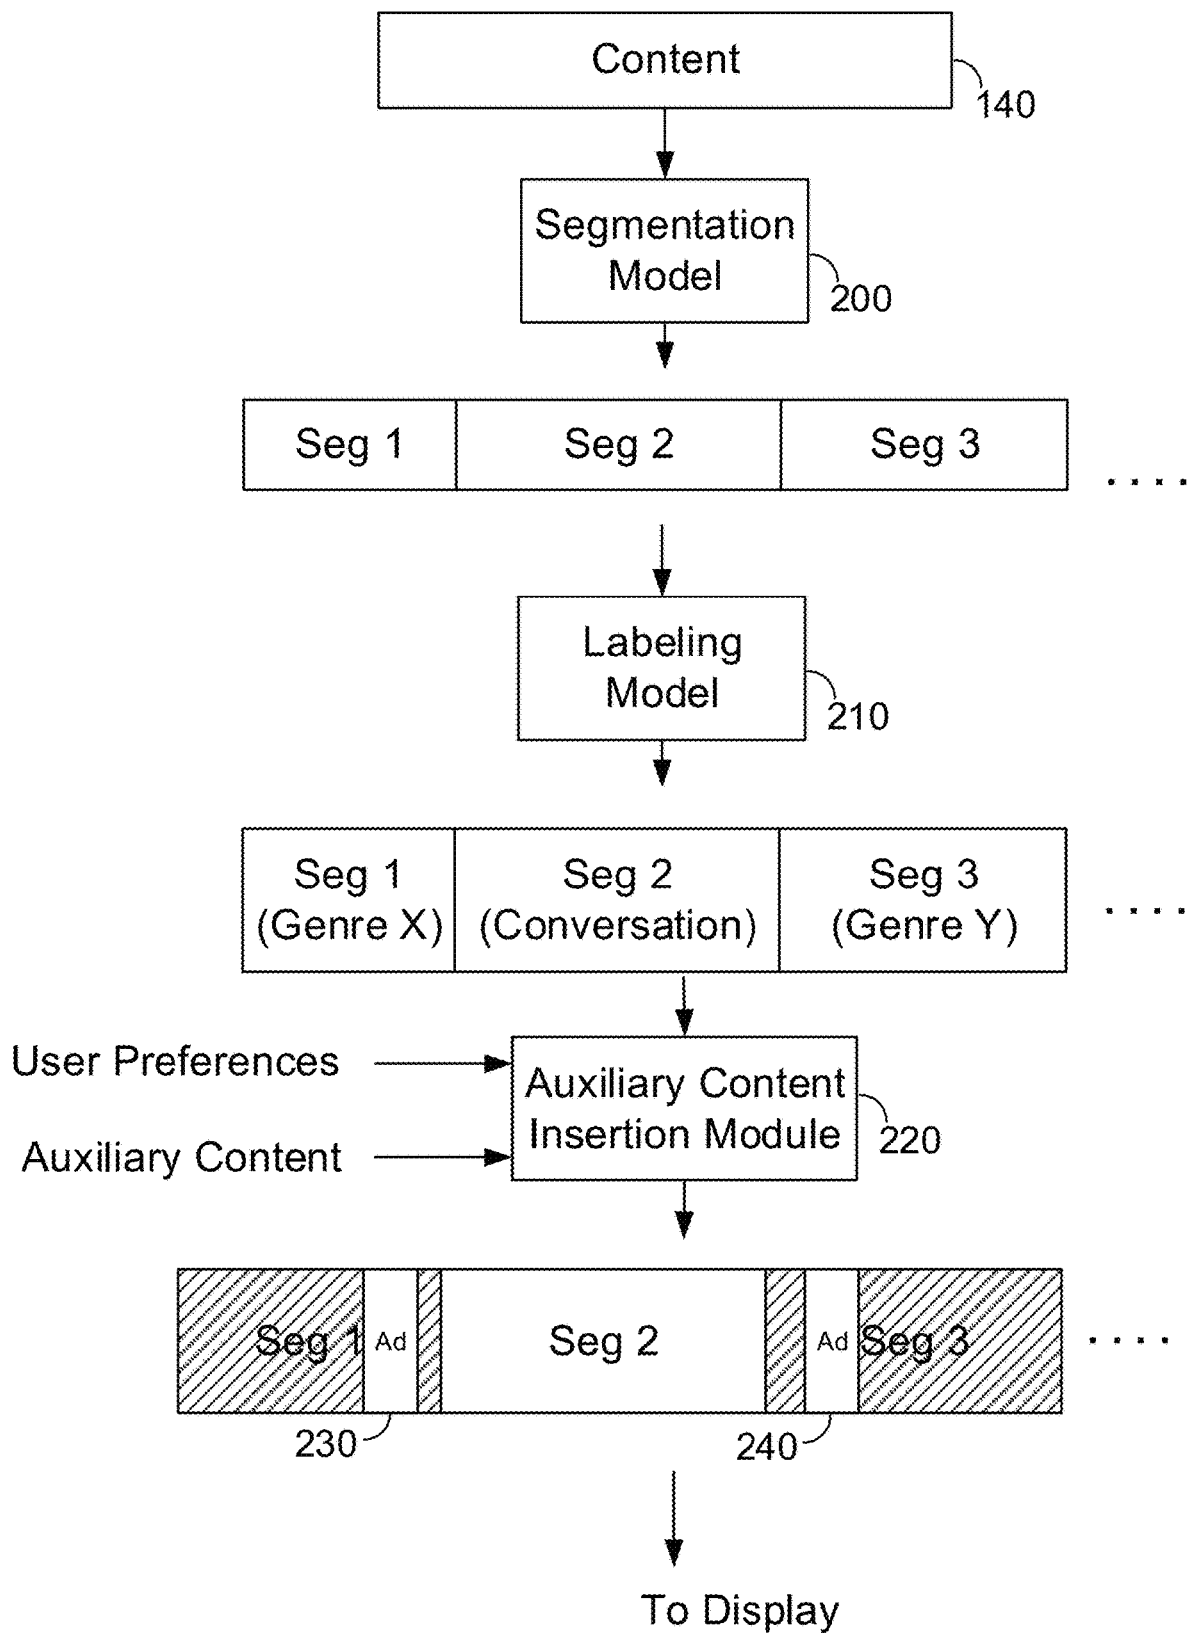 Content
140
Segmentation
Model
200
Seg 1 Seg 2 Seg 3 ....
Labeling
Model
210
Seg 1 Seg 2 Seg 3
(Genre X) (Conversation) (Genre Y) ....
User Preferences
Auxiliary Content
Auxiliary Content
Insertion Module
220
Seg 1 Ad Seg 2 Ad Seg 3 ....
230 240
To Display